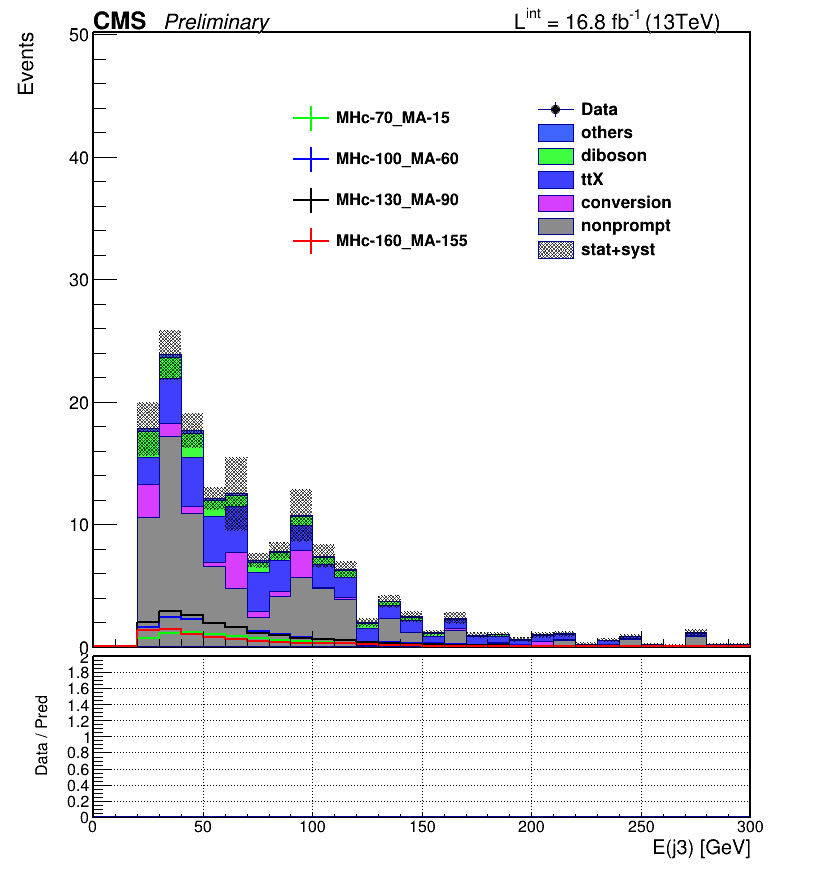 CMS Preliminary L^int = 16.8 fb^-1 (13TeV)
Events
50
40
30
20
10
0
MHc-70_MA-15
MHc-100_MA-60
MHc-130_MA-90
MHc-160_MA-155
Data
others
diboson
ttX
conversion
nonprompt
stat+syst
Data / Pred
2
1.8
1.6
1.4
1.2
1
0.8
0.6
0.4
0.2
0
0 50 100 150 200 250 300
E(j3) [GeV]